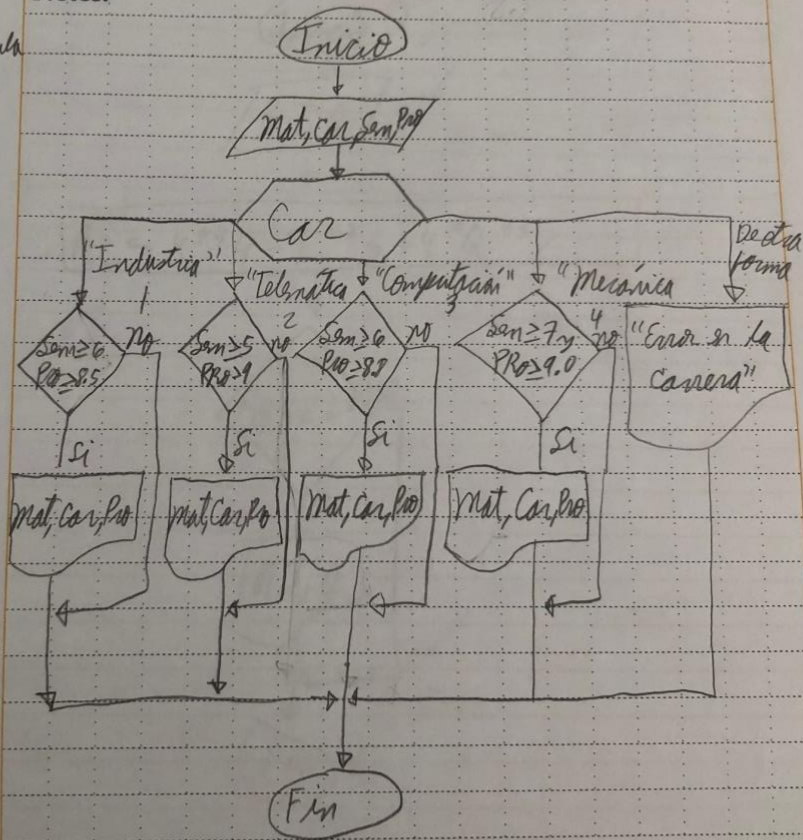 Inicio
Mat, Car, Sem, Pro
Car
"Industria"
1
"Telemática
2
"Computación"
3
"Mecánica
4
De otra
forma
Sem≥6
Pro≥8.5
no
Sem≥5
PRo≥9
no
Sem≥6
Pro≥8.8
no
Sem≥7 y
PRo≥9.0
no
"Error en la
Carrera"
Si
Si
Si
Si
Mat, Car, Pro
Mat, Car, Pro
Mat, Car, Pro
Mat, Car, Pro
Fin